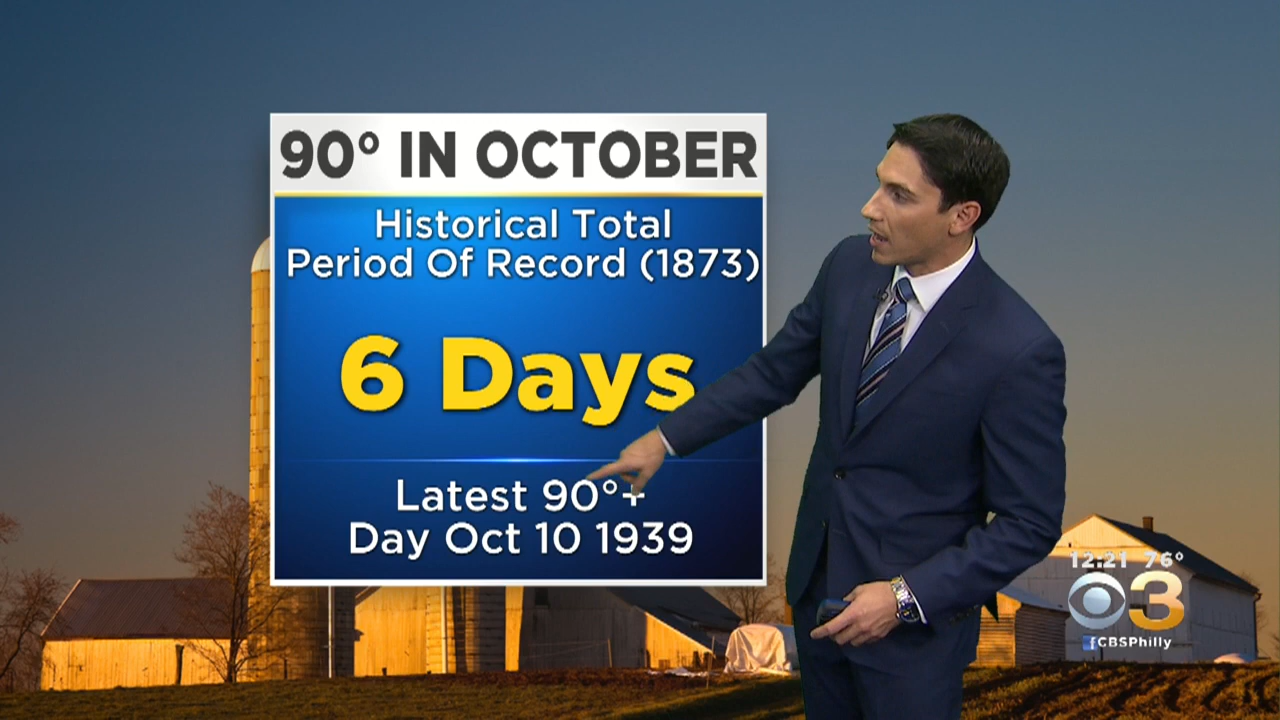 90° IN OCTOBER
Historical Total
Period Of Record (1873)
6 Days
Latest 90°+
Day Oct 10 1939
12:21 76°
3
CBSPhilly